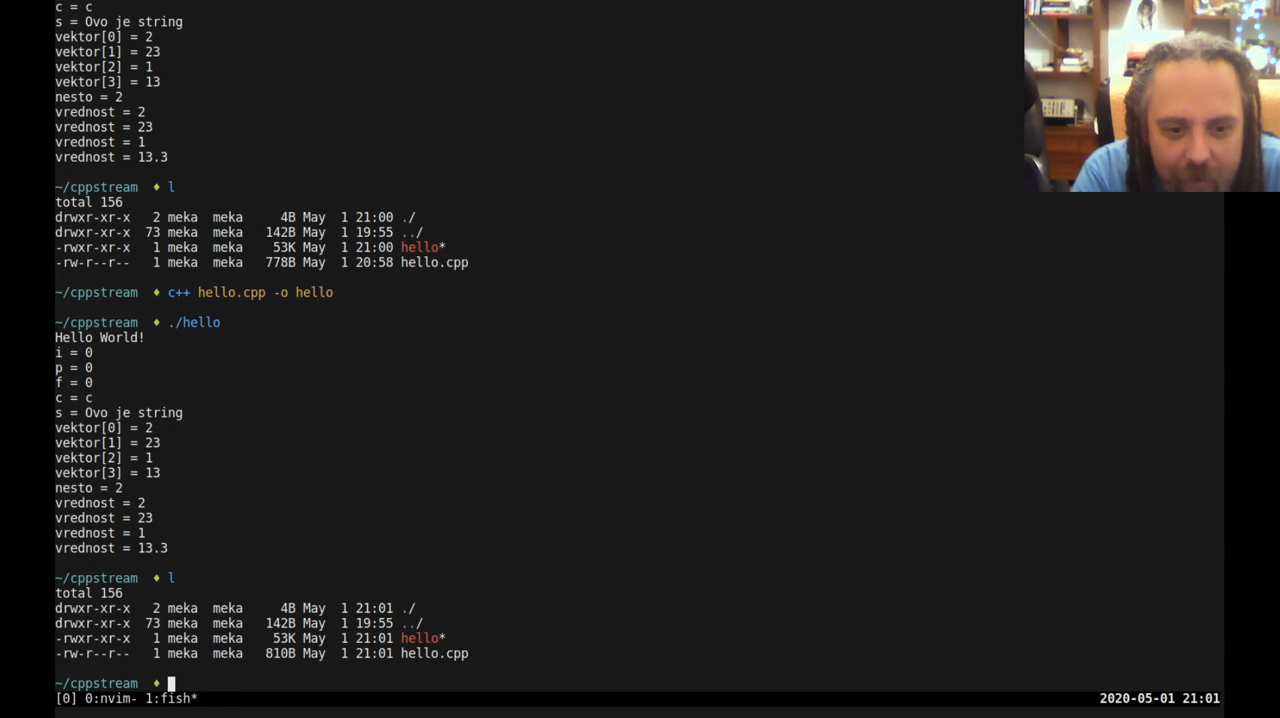 c = c
s = Ovo je string
vektor[0] = 2
vektor[1] = 23
vektor[2] = 1
vektor[3] = 13
nesto = 2
vrednost = 2
vrednost = 23
vrednost = 1
vrednost = 13.3
~/cppstream ♦ l
total 156
drwxr-xr-x 2 meka meka 4B May 1 21:00 ./
drwxr-xr-x 73 meka meka 142B May 1 19:55 ../
-rwxr-xr-x 1 meka meka 53K May 1 21:00 hello*
-rw-r--r-- 1 meka meka 778B May 1 20:58 hello.cpp
~/cppstream ♦ c++ hello.cpp -o hello
~/cppstream ♦ ./hello
Hello World!
i = 0
p = 0
f = 0
c = c
s = Ovo je string
vektor[0] = 2
vektor[1] = 23
vektor[2] = 1
vektor[3] = 13
nesto = 2
vrednost = 2
vrednost = 23
vrednost = 1
vrednost = 13.3
~/cppstream ♦ l
total 156
drwxr-xr-x 2 meka meka 4B May 1 21:01 ./
drwxr-xr-x 73 meka meka 142B May 1 19:55 ../
-rwxr-xr-x 1 meka meka 53K May 1 21:01 hello*
-rw-r--r-- 1 meka meka 810B May 1 21:01 hello.cpp
~/cppstream ♦
[0] 0:nvim- 1:fish* 2020-05-01 21:01